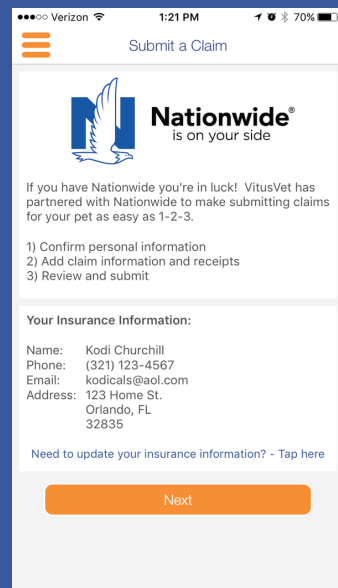 Verizon 1:21 PM 70%
Submit a Claim
N
Nationwide®
is on your side
If you have Nationwide you're in luck! VitusVet has
partnered with Nationwide to make submitting claims
for your pet as easy as 1-2-3.
1) Confirm personal information
2) Add claim information and receipts
3) Review and submit
Your Insurance Information:
Name: Kodi Churchill
Phone: (321) 123-4567
Email: kodicals@aol.com
Address: 123 Home St.
Orlando, FL
32835
Need to update your insurance information? - Tap here
Next